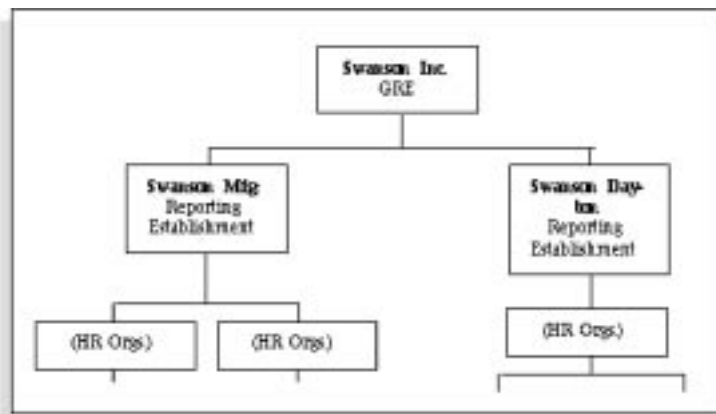 Swanson Inc.
GRE
Swanson Mfg
Reporting
Establishment
Swanson Day-
ton
Reporting
Establishment
(HR Orgs.)
(HR Orgs.)
(HR Orgs.)